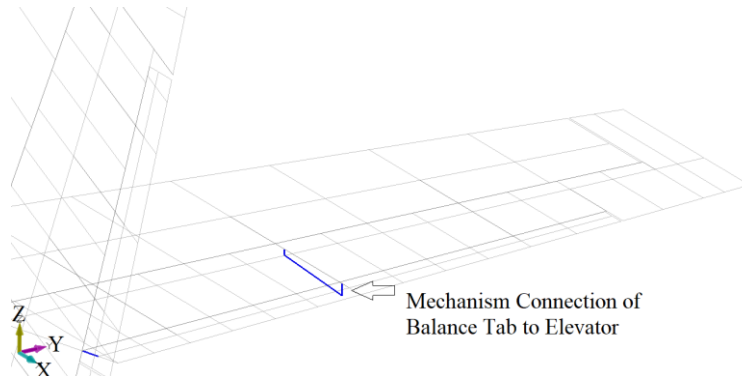 Mechanism Connection of
Balance Tab to Elevator
Z
Y
X